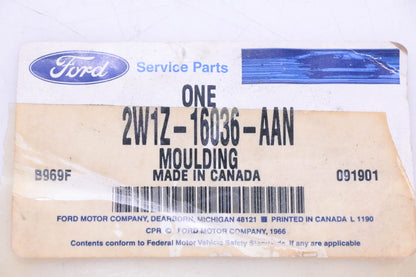 Ford Service Parts
ONE
2W1Z-16036-AAN
MOULDING
B969F MADE IN CANADA 091901
FORD MOTOR COMPANY, DEARBORN, MICHIGAN 48121 ■ PRINTED IN CANADA L 1190
CPR © FORD MOTOR COMPANY, 1966
Contents conform to Federal Motor Vehicle Safety Standards, if any are applicable